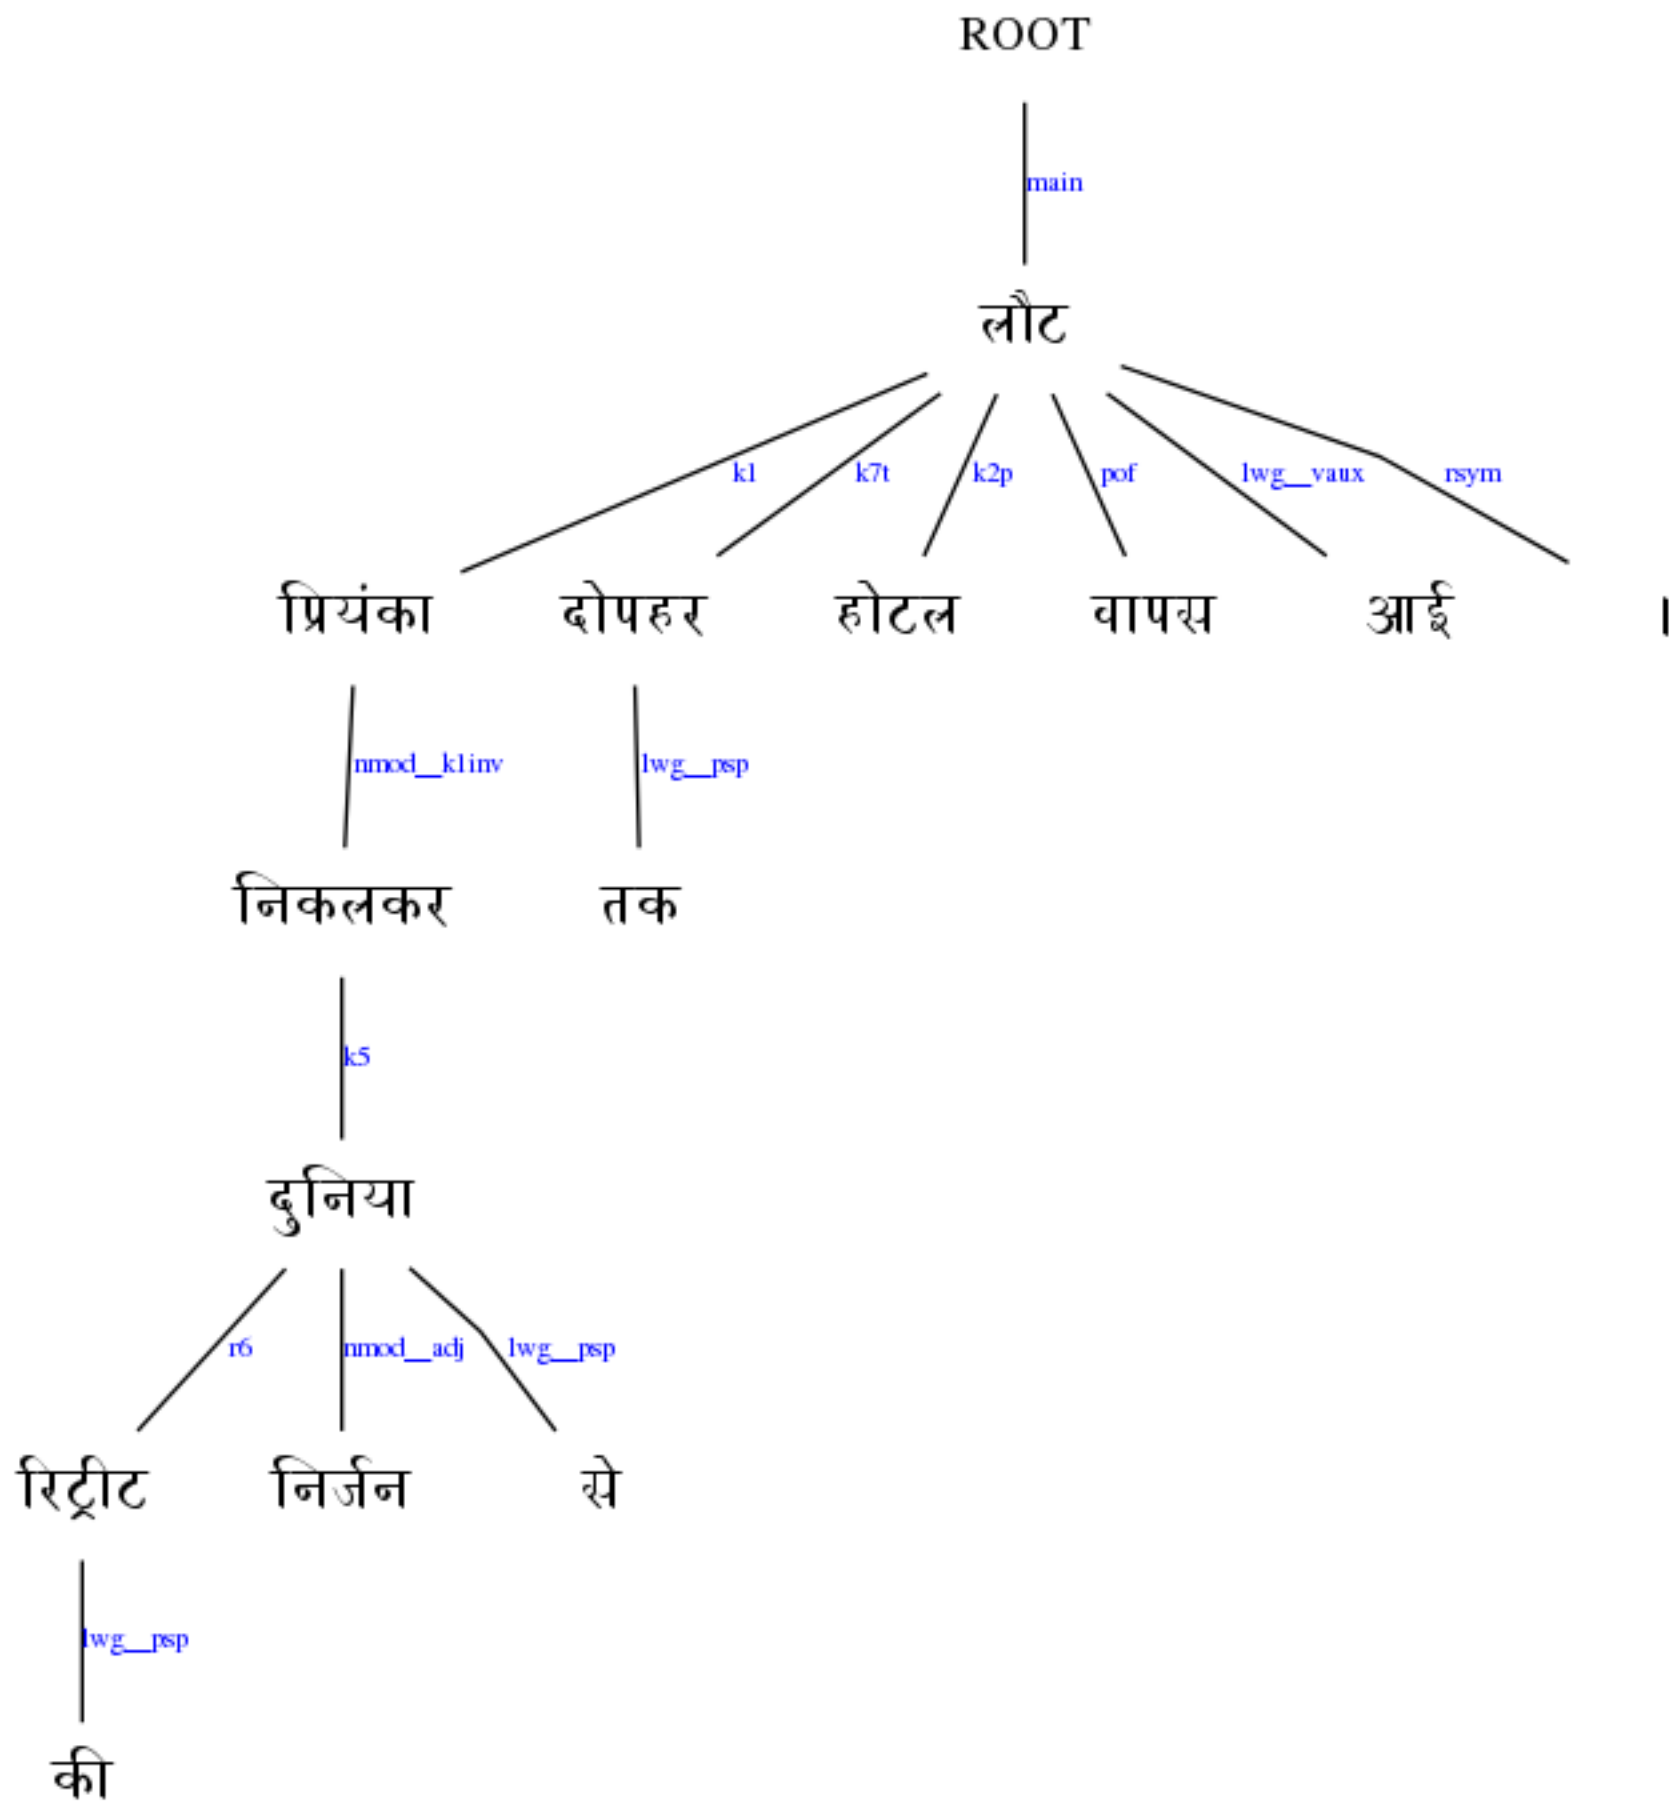 ROOT
main
लौट
k1 k7t k2p pof lwg__vaux rsym
प्रियंका दोपहर होटल वापस आई ।
nmod__k1inv lwg__psp
निकलकर तक
k5
दुनिया
r6 nmod__adj lwg__psp
रिट्रीट निर्जन से
lwg__psp
की